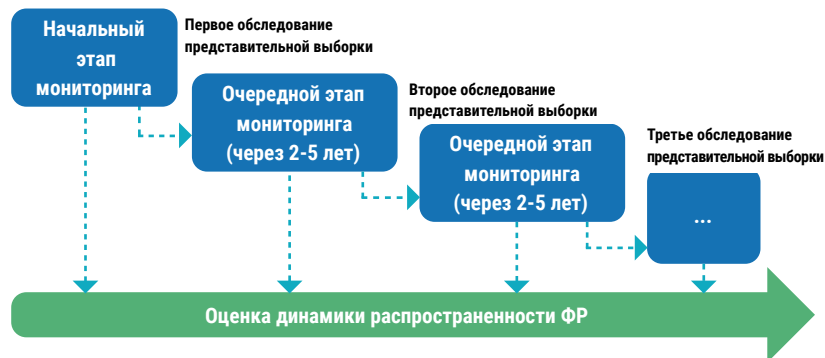 Начальный
этап
мониторинга
Первое обследование
представительной выборки
Очередной этап
мониторинга
(через 2-5 лет)
Второе обследование
представительной выборки
Очередной этап
мониторинга
(через 2-5 лет)
Третье обследование
представительной выборки
...
Оценка динамики распространенности ФР